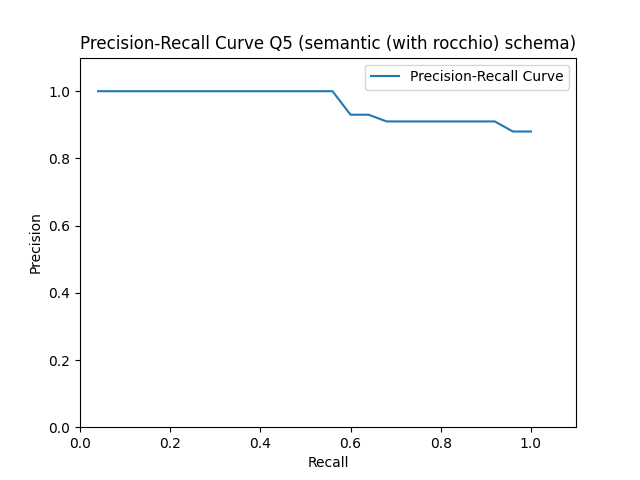 Precision-Recall Curve Q5 (semantic (with rocchio) schema)
Precision-Recall Curve
1.0
0.8
0.6
0.4
0.2
0.0
Precision
0.0 0.2 0.4 0.6 0.8 1.0
Recall